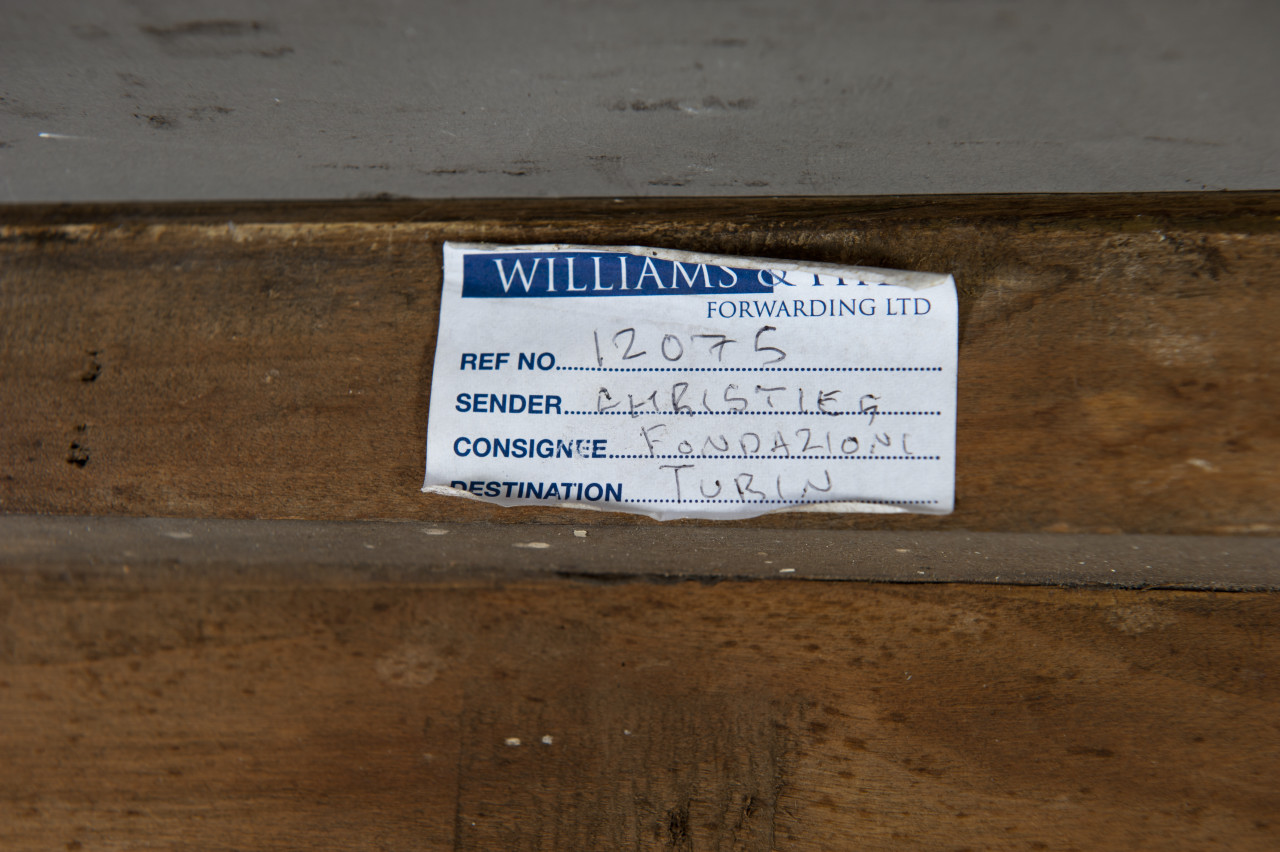 WILLIAMS &
FORWARDING LTD
REF NO. 12075
SENDER CHRISTIES
CONSIGNEE FONDAZIONI
DESTINATION TURIN